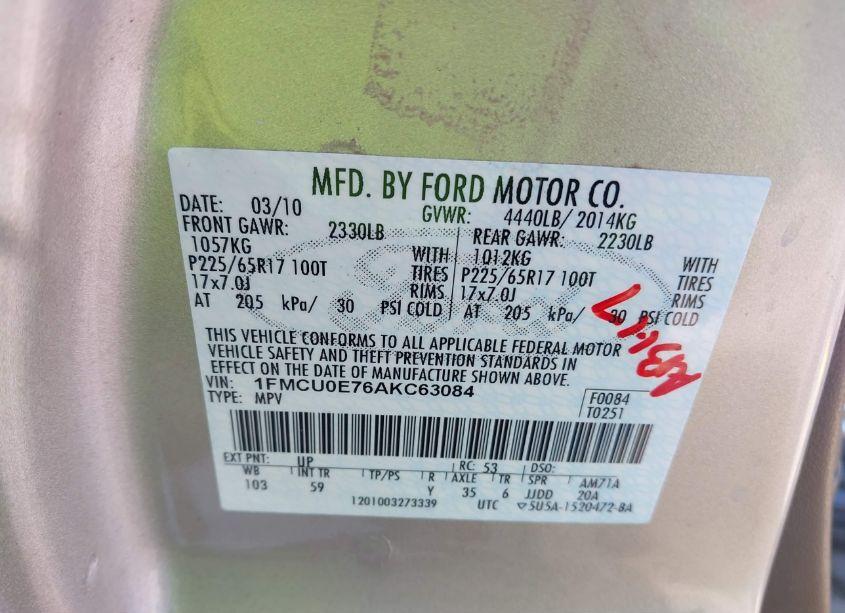 MFD. BY FORD MOTOR CO.
DATE: 03/10 GVWR: 4440LB/ 2014KG
FRONT GAWR: 2330LB REAR GAWR: 2230LB
1057KG WITH 1012KG WITH
P225/65R17 100T TIRES P225/65R17 100T TIRES
17x7.0J RIMS 17x7.0J RIMS
AT 205 kPa/ 30 PSI COLD AT 205 kPa/ 30 PSI COLD
THIS VEHICLE CONFORMS TO ALL APPLICABLE FEDERAL MOTOR
VEHICLE SAFETY AND THEFT PREVENTION STANDARDS IN
EFFECT ON THE DATE OF MANUFACTURE SHOWN ABOVE.
VIN: 1FMCU0E76AKC63084
TYPE: MPV
F0084
T0251
EXT PNT: UP RC: 53 DSO:
WB INT TR TP/PS R AXLE TR SPR AM71A
103 59 Y 35 6 JJDD 20A
1201003273339 UTC ▽5U5A-1520472-BA